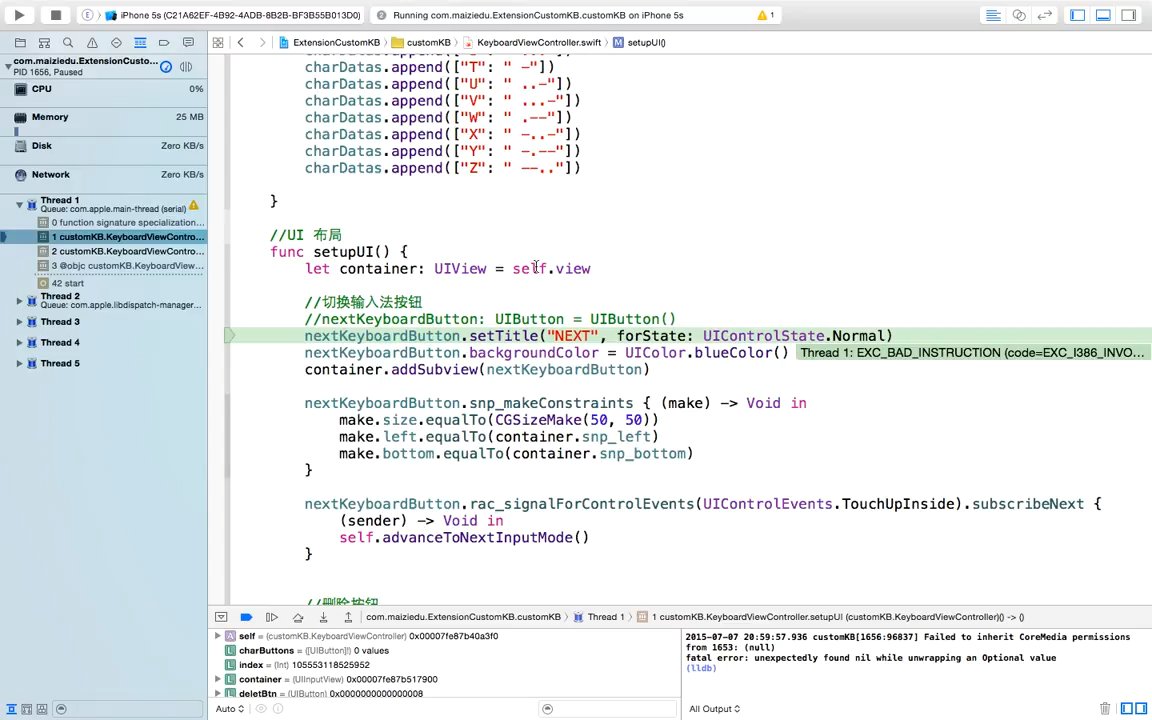 iPhone 5s (C21A62EF-4B92-4ADB-8B2B-BF3B55B013D0)
Running com.maiziedu.ExtensionCustomKB.customKB on iPhone 5s
1
com.maiziedu.ExtensionCusto...
PID 1656, Paused
ExtensionCustomKB
customKB
KeyboardViewController.swift
M setupUI()
CPU 0%
Memory 25 MB
Disk Zero KB/s
Network Zero KB/s
Thread 1
Queue: com.apple.main-thread (serial)
0 function signature specialization...
1 customKB.KeyboardViewContro...
2 customKB.KeyboardViewContro...
3 @objc customKB.KeyboardView...
42 start
Thread 2
Queue: com.apple.libdispatch-manager...
Thread 3
Thread 4
Thread 5
charDatas.append(["T": " -"])
charDatas.append(["U": " ..-"])
charDatas.append(["V": " ...-"])
charDatas.append(["W": " .--"])
charDatas.append(["X": " -..-"])
charDatas.append(["Y": " -.--"])
charDatas.append(["Z": " --.."])
}
//UI 布局
func setupUI() {
let container: UIView = self.view
//切换输入法按钮
//nextKeyboardButton: UIButton = UIButton()
nextKeyboardButton.setTitle("NEXT", forState: UIControlState.Normal)
nextKeyboardButton.backgroundColor = UIColor.blueColor() Thread 1: EXC_BAD_INSTRUCTION (code=EXC_I386_INVO...
container.addSubview(nextKeyboardButton)
nextKeyboardButton.snp_makeConstraints { (make) -> Void in
make.size.equalTo(CGSizeMake(50, 50))
make.left.equalTo(container.snp_left)
make.bottom.equalTo(container.snp_bottom)
}
nextKeyboardButton.rac_signalForControlEvents(UIControlEvents.TouchUpInside).subscribeNext {
(sender) -> Void in
self.advanceToNextInputMode()
}
//删除按钮
com.maiziedu.ExtensionCustomKB.customKB
Thread 1
1 customKB.KeyboardViewController.setupUI (customKB.KeyboardViewController)() -> ()
A self = (customKB.KeyboardViewController) 0x00007fe87b40a3f0
L charButtons = ([UIButton]!) 0 values
L index = (Int) 105553118525952
L container = (UIInputView) 0x00007fe87b517900
L deletBtn = (UIButton) 0x0000000000000008
2015-07-07 20:59:57.936 customKB[1656:96837] Failed to inherit CoreMedia permissions
from 1653: (null)
fatal error: unexpectedly found nil while unwrapping an Optional value
(lldb)
Auto
All Output